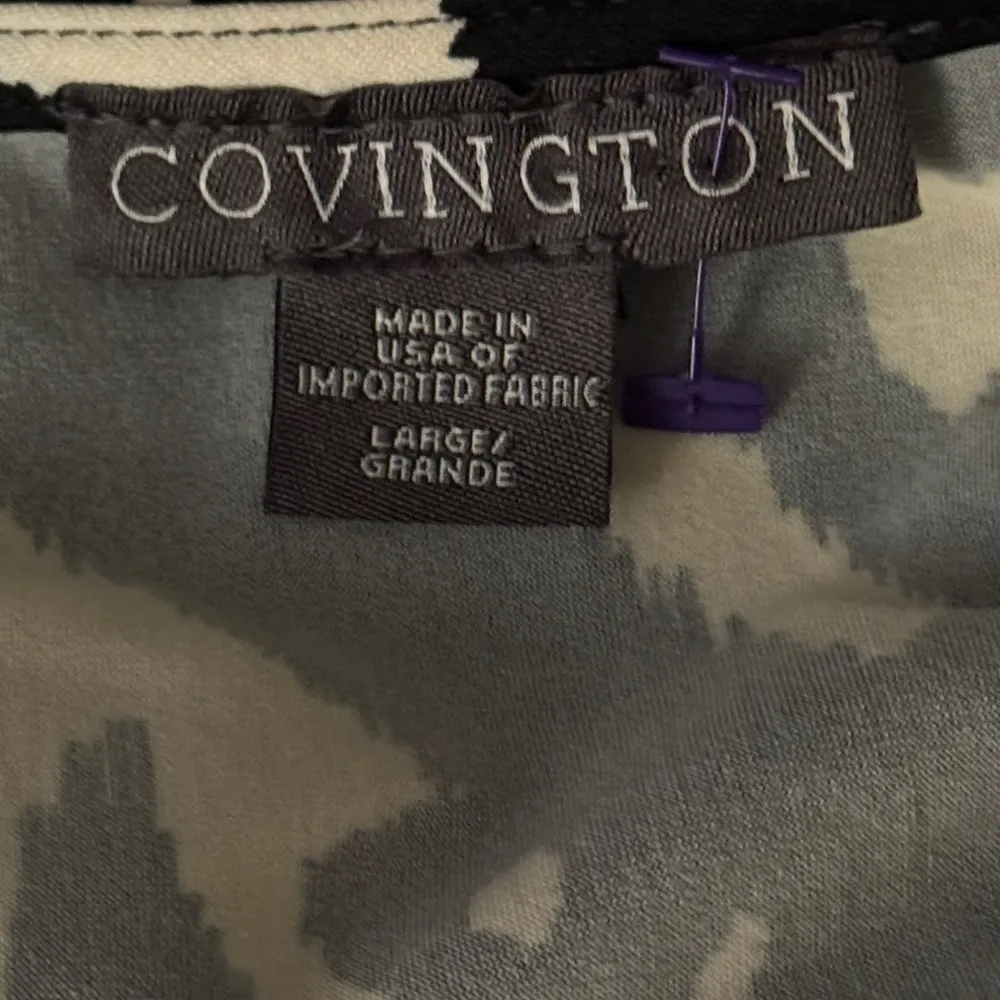 COVINGTON
MADE IN
USA OF
IMPORTED FABRIC
LARGE/
GRANDE